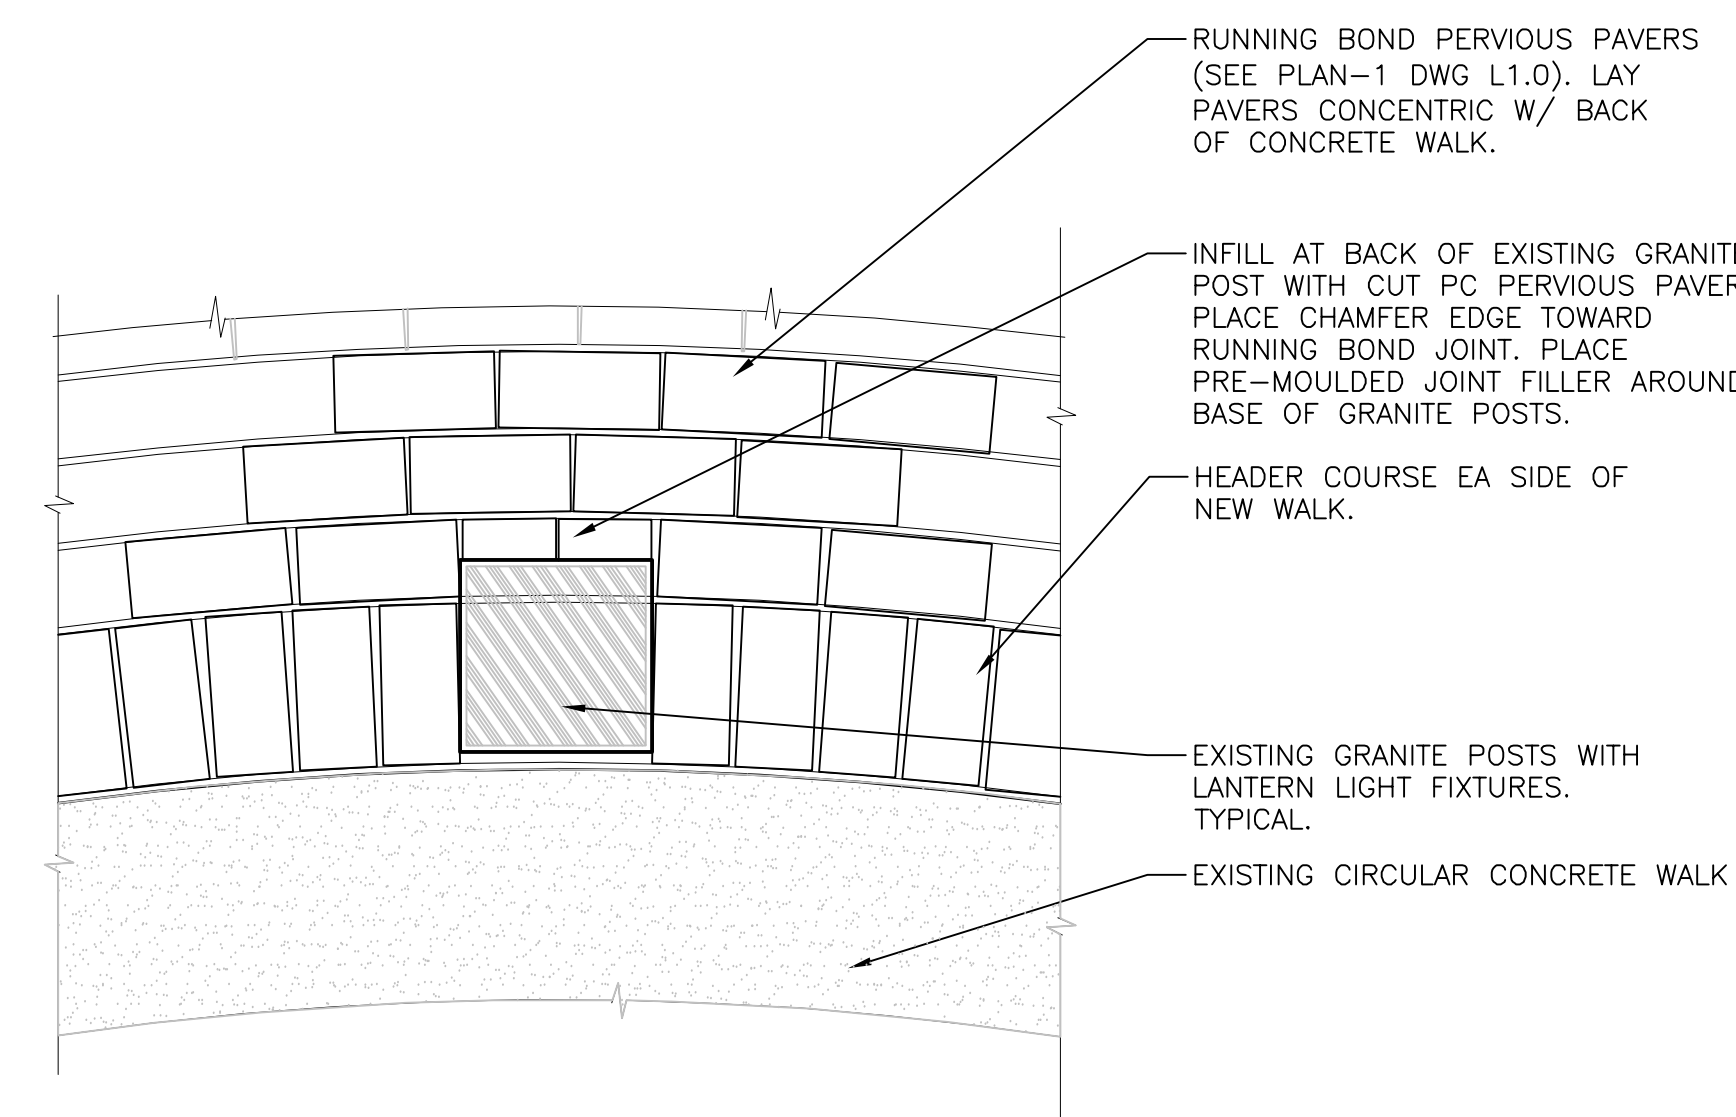 RUNNING BOND PERVIOUS PAVERS
(SEE PLAN-1 DWG L1.0). LAY
PAVERS CONCENTRIC W/ BACK
OF CONCRETE WALK.
INFILL AT BACK OF EXISTING GRANITE
POST WITH CUT PC PERVIOUS PAVER
PLACE CHAMFER EDGE TOWARD
RUNNING BOND JOINT. PLACE
PRE-MOULDED JOINT FILLER AROUND
BASE OF GRANITE POSTS.
HEADER COURSE EA SIDE OF
NEW WALK.
EXISTING GRANITE POSTS WITH
LANTERN LIGHT FIXTURES.
TYPICAL.
EXISTING CIRCULAR CONCRETE WALK